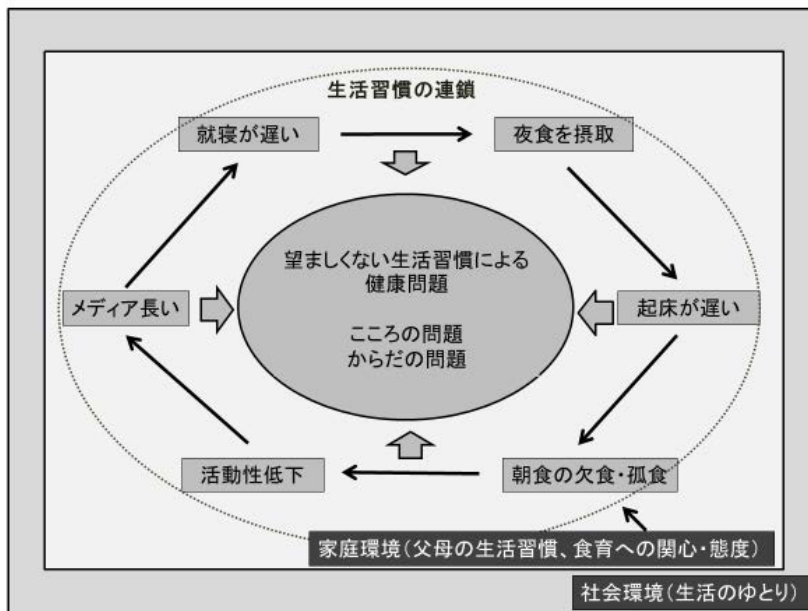 生活習慣の連鎖
就寝が遅い
夜食を摂取
望ましくない生活習慣による
健康問題
メディア長い
起床が遅い
こころの問題
からだの問題
活動性低下
朝食の欠食・孤食
家庭環境(父母の生活習慣、食育への関心・態度)
社会環境(生活のゆとり)